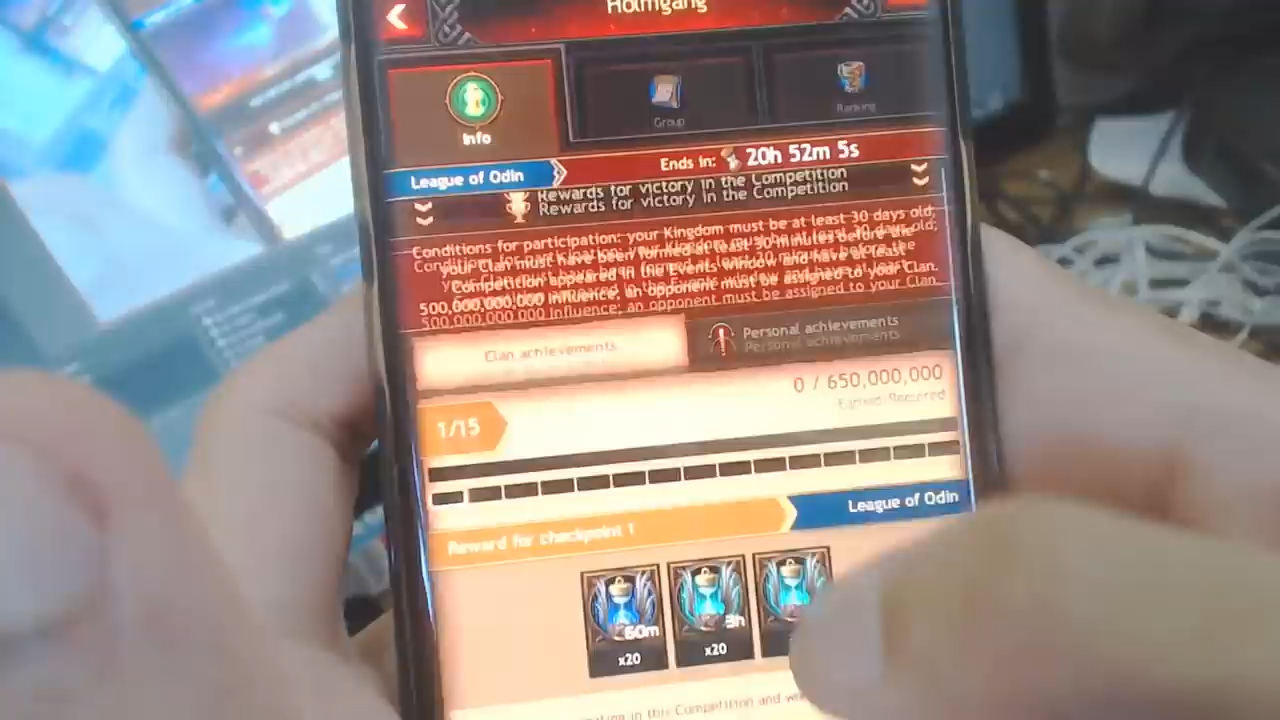 Holmgang
Info
Group
Ranking
League of Odin
Ends in: 20h 52m 5s
Rewards for victory in the Competition
Conditions for participation: your Kingdom must be at least 30 days old;
your Clan must have been formed at least 30 minutes before the
Competition appeared in the Events window and have at least
500,000,000,000 Influence; an opponent must be assigned to your Clan.
Clan achievements
Personal achievements
0 / 650,000,000
Earned/Required
1/15
League of Odin
Reward for checkpoint 1
60m
3h
x20
x20
in this Competition and